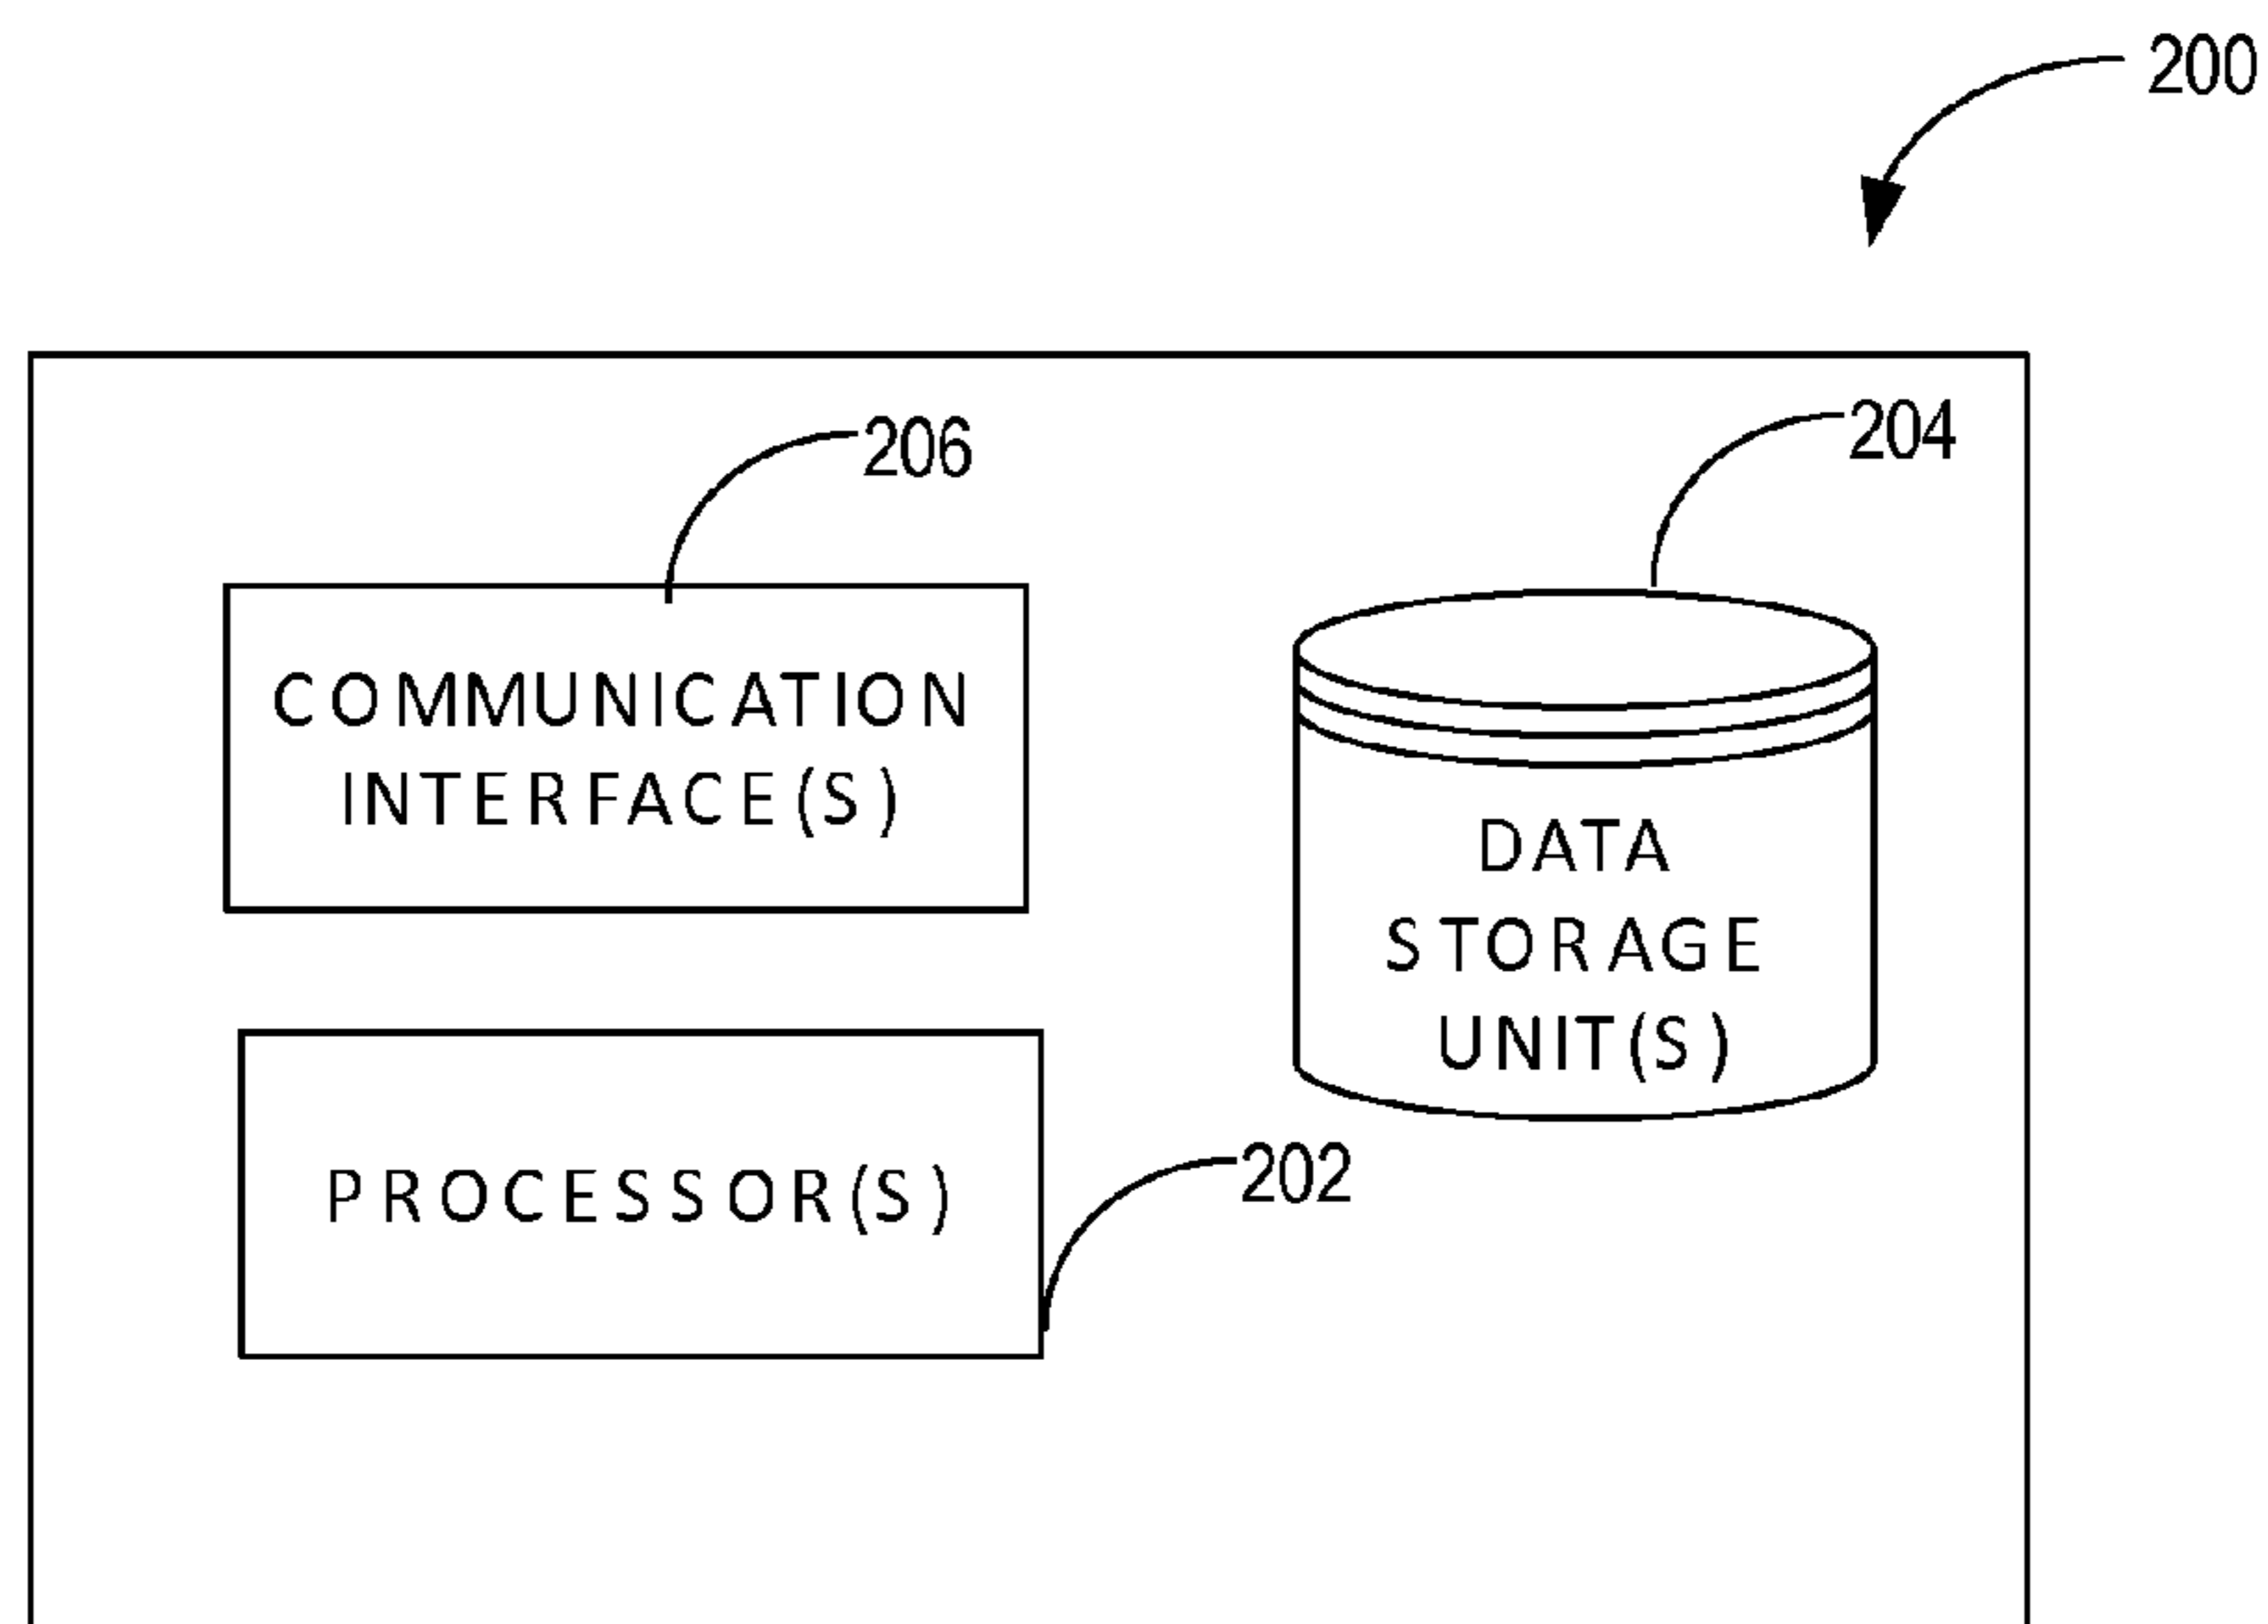 200
206
204
COMMUNICATION
INTERFACE(S)
DATA
STORAGE
UNIT(S)
PROCESSOR(S)
202